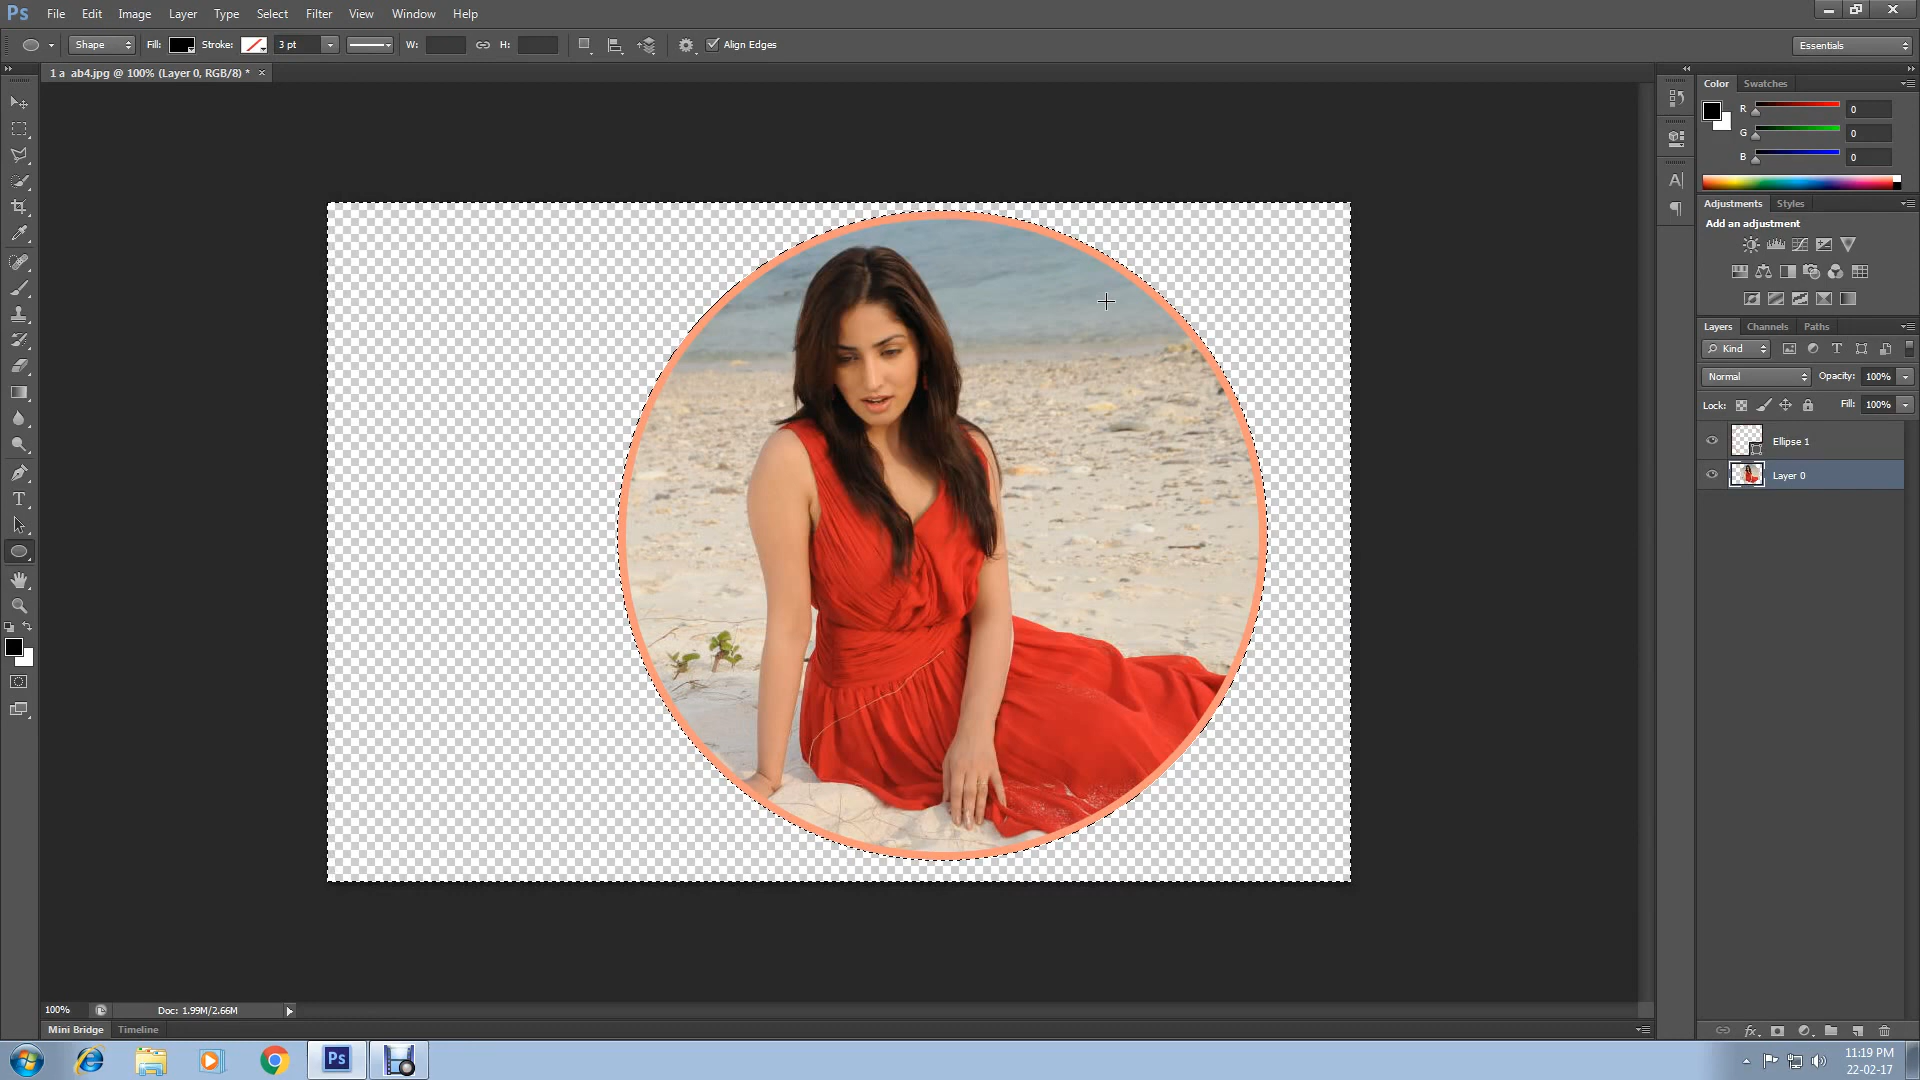 Ps File Edit Image Layer Type Select Filter View Window Help
Shape Fill: Stroke: 3 pt W: H: Align Edges Essentials
1 a ab4.jpg @ 100% (Layer 0, RGB/8) * ×
Color Swatches
R 0
G 0
B 0
Adjustments Styles
Add an adjustment
Layers Channels Paths
Kind
Normal Opacity: 100%
Lock: Fill: 100%
Ellipse 1
Layer 0
100% Doc: 1.99M/2.66M
Mini Bridge Timeline
Ps
11:19 PM
22-02-17